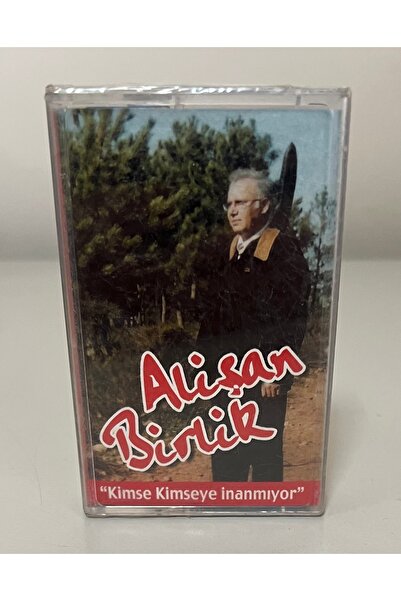 Alişan
Birlik
"Kimse Kimseye inanmıyor"